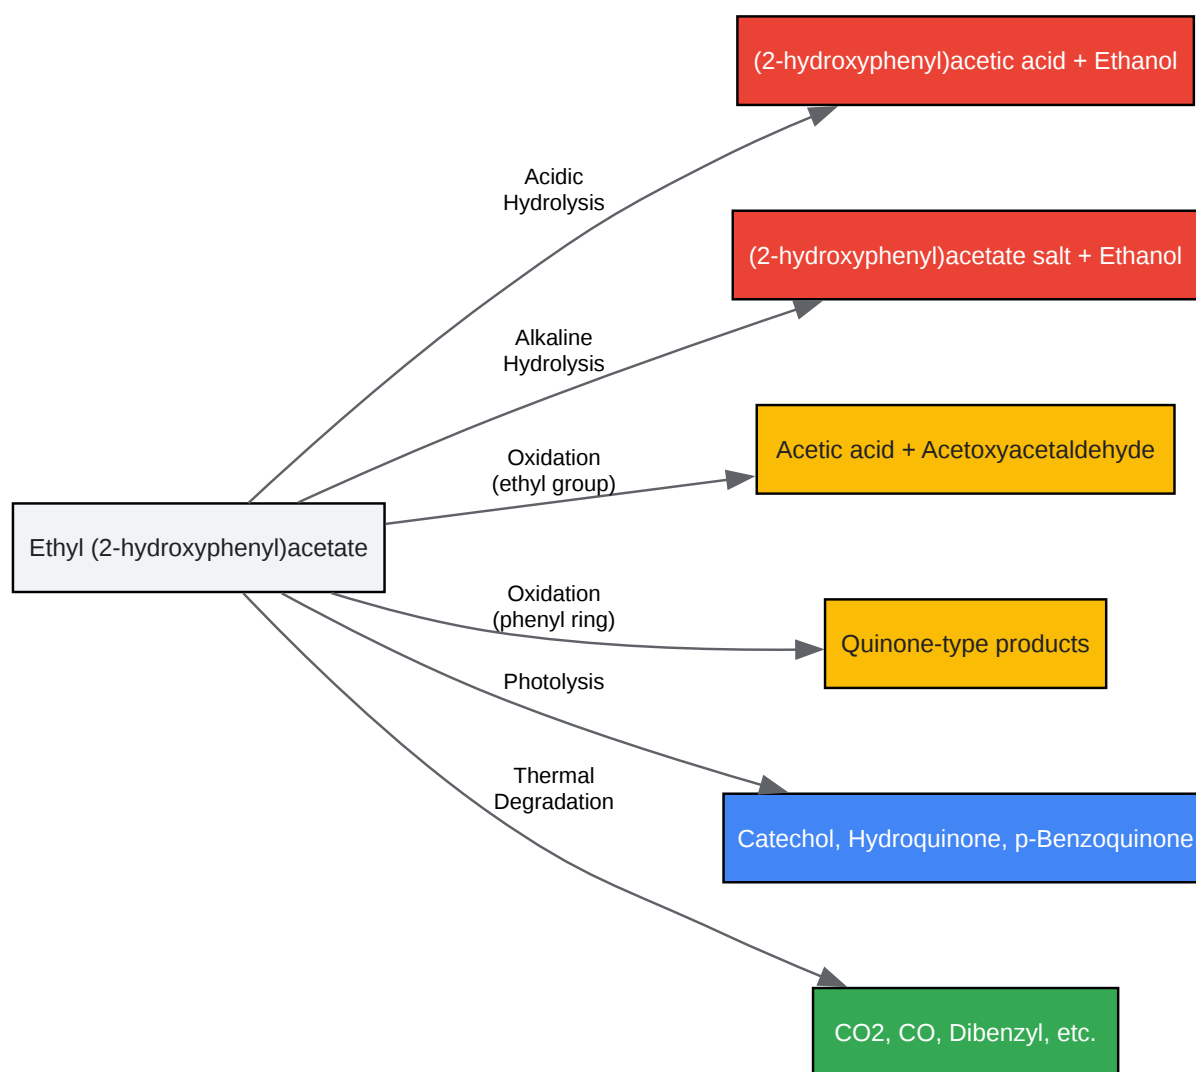 (2-hydroxyphenyl)acetic acid + Ethanol
Acidic
Hydrolysis
(2-hydroxyphenyl)acetate salt + Ethanol
Alkaline
Hydrolysis
Acetic acid + Acetoxyacetaldehyde
Oxidation
(ethyl group)
Ethyl (2-hydroxyphenyl)acetate
Oxidation
(phenyl ring)
Quinone-type products
Photolysis
Thermal
Degradation
Catechol, Hydroquinone, p-Benzoquinone
CO2, CO, Dibenzyl, etc.